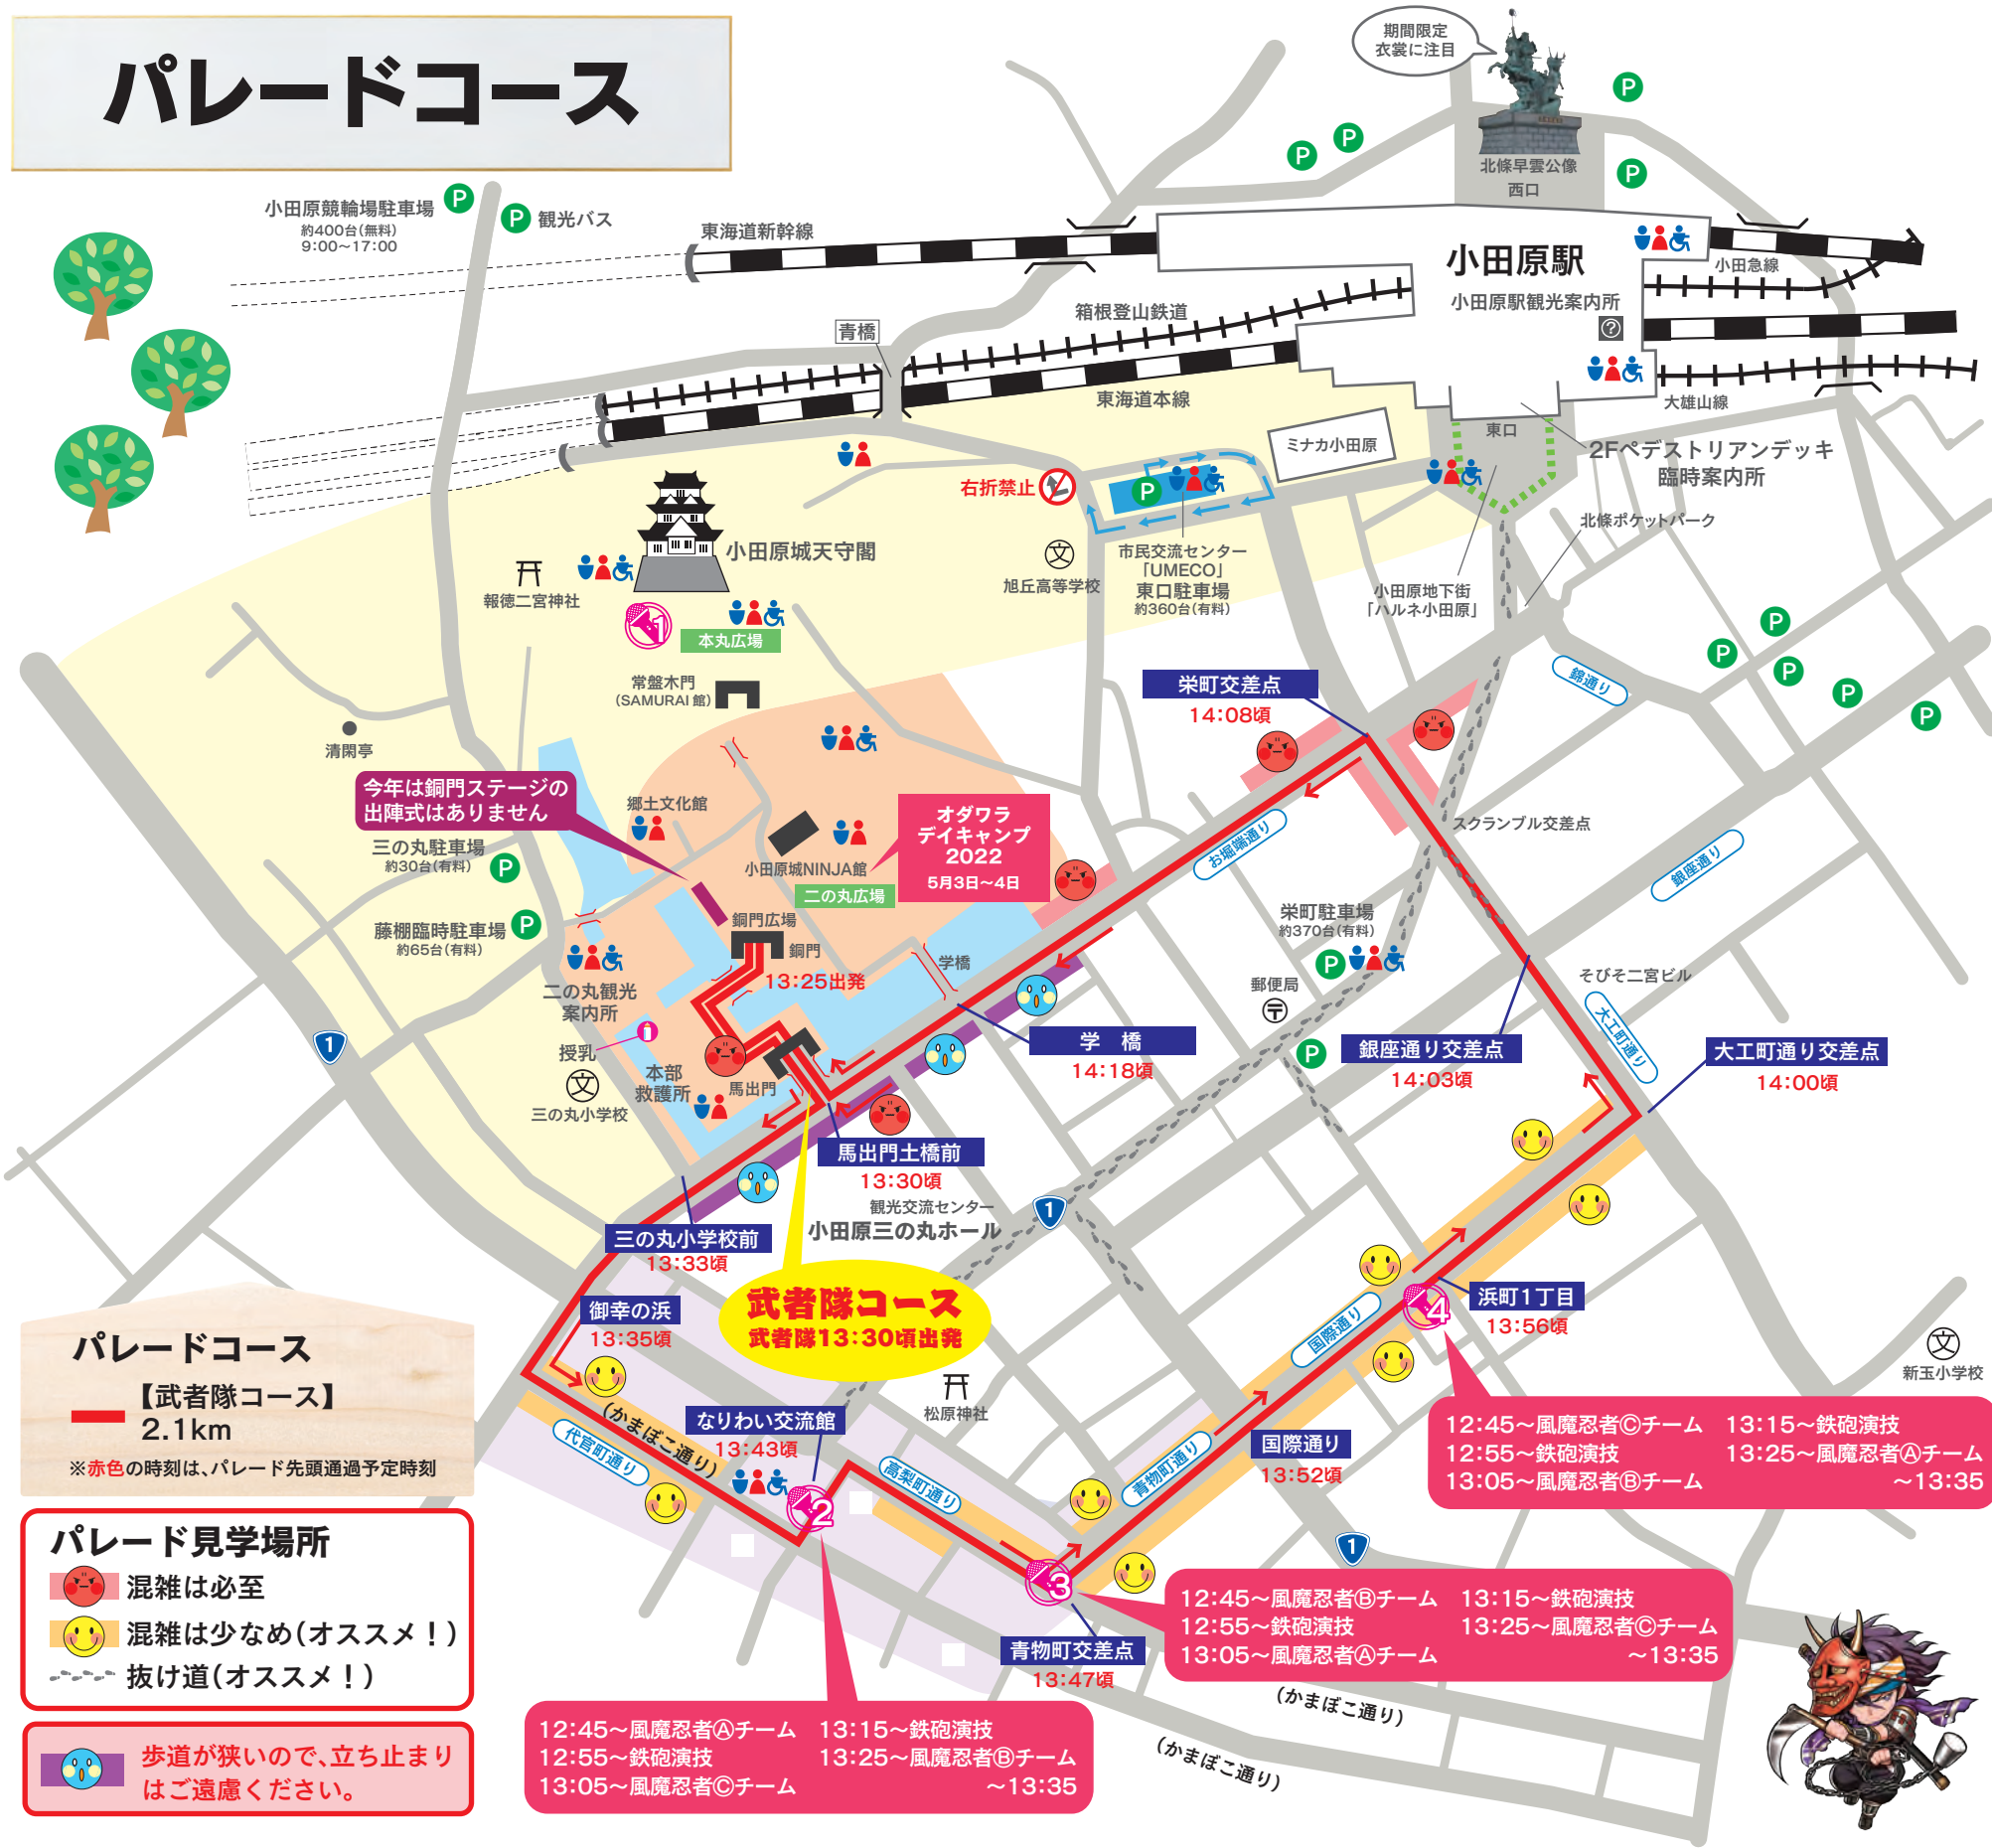 パレードコース
期間限定
衣裳に注目
北條早雲公像
西口
P
P
P
P
小田原競輪場駐車場
約400台(無料)
9:00～17:00
P
P
観光バス
東海道新幹線
小田原駅
小田原駅観光案内所
?
小田急線
箱根登山鉄道
青橋
東海道本線
大雄山線
東口
ミナカ小田原
2Fペデストリアンデッキ
臨時案内所
右折禁止
P
北條ポケットパーク
小田原城天守閣
旭丘高等学校
文
市民交流センター
「UMECO」
東口駐車場
約360台(有料)
小田原地下街
「ハルネ小田原」
報徳二宮神社
1
本丸広場
常盤木門
(SAMURAI館)
清閑亭
P
P
P
P
P
錦通り
栄町交差点
14:08頃
今年は銅門ステージの
出陣式はありません
郷土文化館
オダワラ
デイキャンプ
2022
5月3日～4日
小田原城NINJA館
二の丸広場
三の丸駐車場
約30台(有料)
P
藤棚臨時駐車場
約65台(有料)
P
お堀端通り
スクランブル交差点
銀座通り
銅門広場
銅門
13:25出発
学橋
栄町駐車場
約370台(有料)
P
そびそ二宮ビル
大工町通り
二の丸観光
案内所
授乳
文
三の丸小学校
本部
救護所
馬出門
1
郵便局
〒
P
学　橋
14:18頃
銀座通り交差点
14:03頃
大工町通り交差点
14:00頃
馬出門土橋前
13:30頃
観光交流センター
小田原三の丸ホール
1
三の丸小学校前
13:33頃
武者隊コース
武者隊13:30頃出発
御幸の浜
13:35頃
浜町1丁目
13:56頃
4
国際通り
文
新玉小学校
パレードコース
【武者隊コース】
2.1km
※赤色の時刻は、パレード先頭通過予定時刻
(かまぼこ通り)
代官町通り
なりわい交流館
13:43頃
2
松原神社
高梨町通り
青物町通り
国際通り
13:52頃
12:45～風魔忍者Ⓒチーム　13:15～鉄砲演技
12:55～鉄砲演技　13:25～風魔忍者Ⓐチーム
13:05～風魔忍者Ⓑチーム　～13:35
パレード見学場所
混雑は必至
混雑は少なめ(オススメ！)
抜け道(オススメ！)
1
3
青物町交差点
13:47頃
12:45～風魔忍者Ⓑチーム　13:15～鉄砲演技
12:55～鉄砲演技　13:25～風魔忍者Ⓒチーム
13:05～風魔忍者Ⓐチーム　～13:35
(かまぼこ通り)
(かまぼこ通り)
歩道が狭いので、立ち止まり
はご遠慮ください。
12:45～風魔忍者Ⓐチーム　13:15～鉄砲演技
12:55～鉄砲演技　13:25～風魔忍者Ⓑチーム
13:05～風魔忍者Ⓒチーム　～13:35